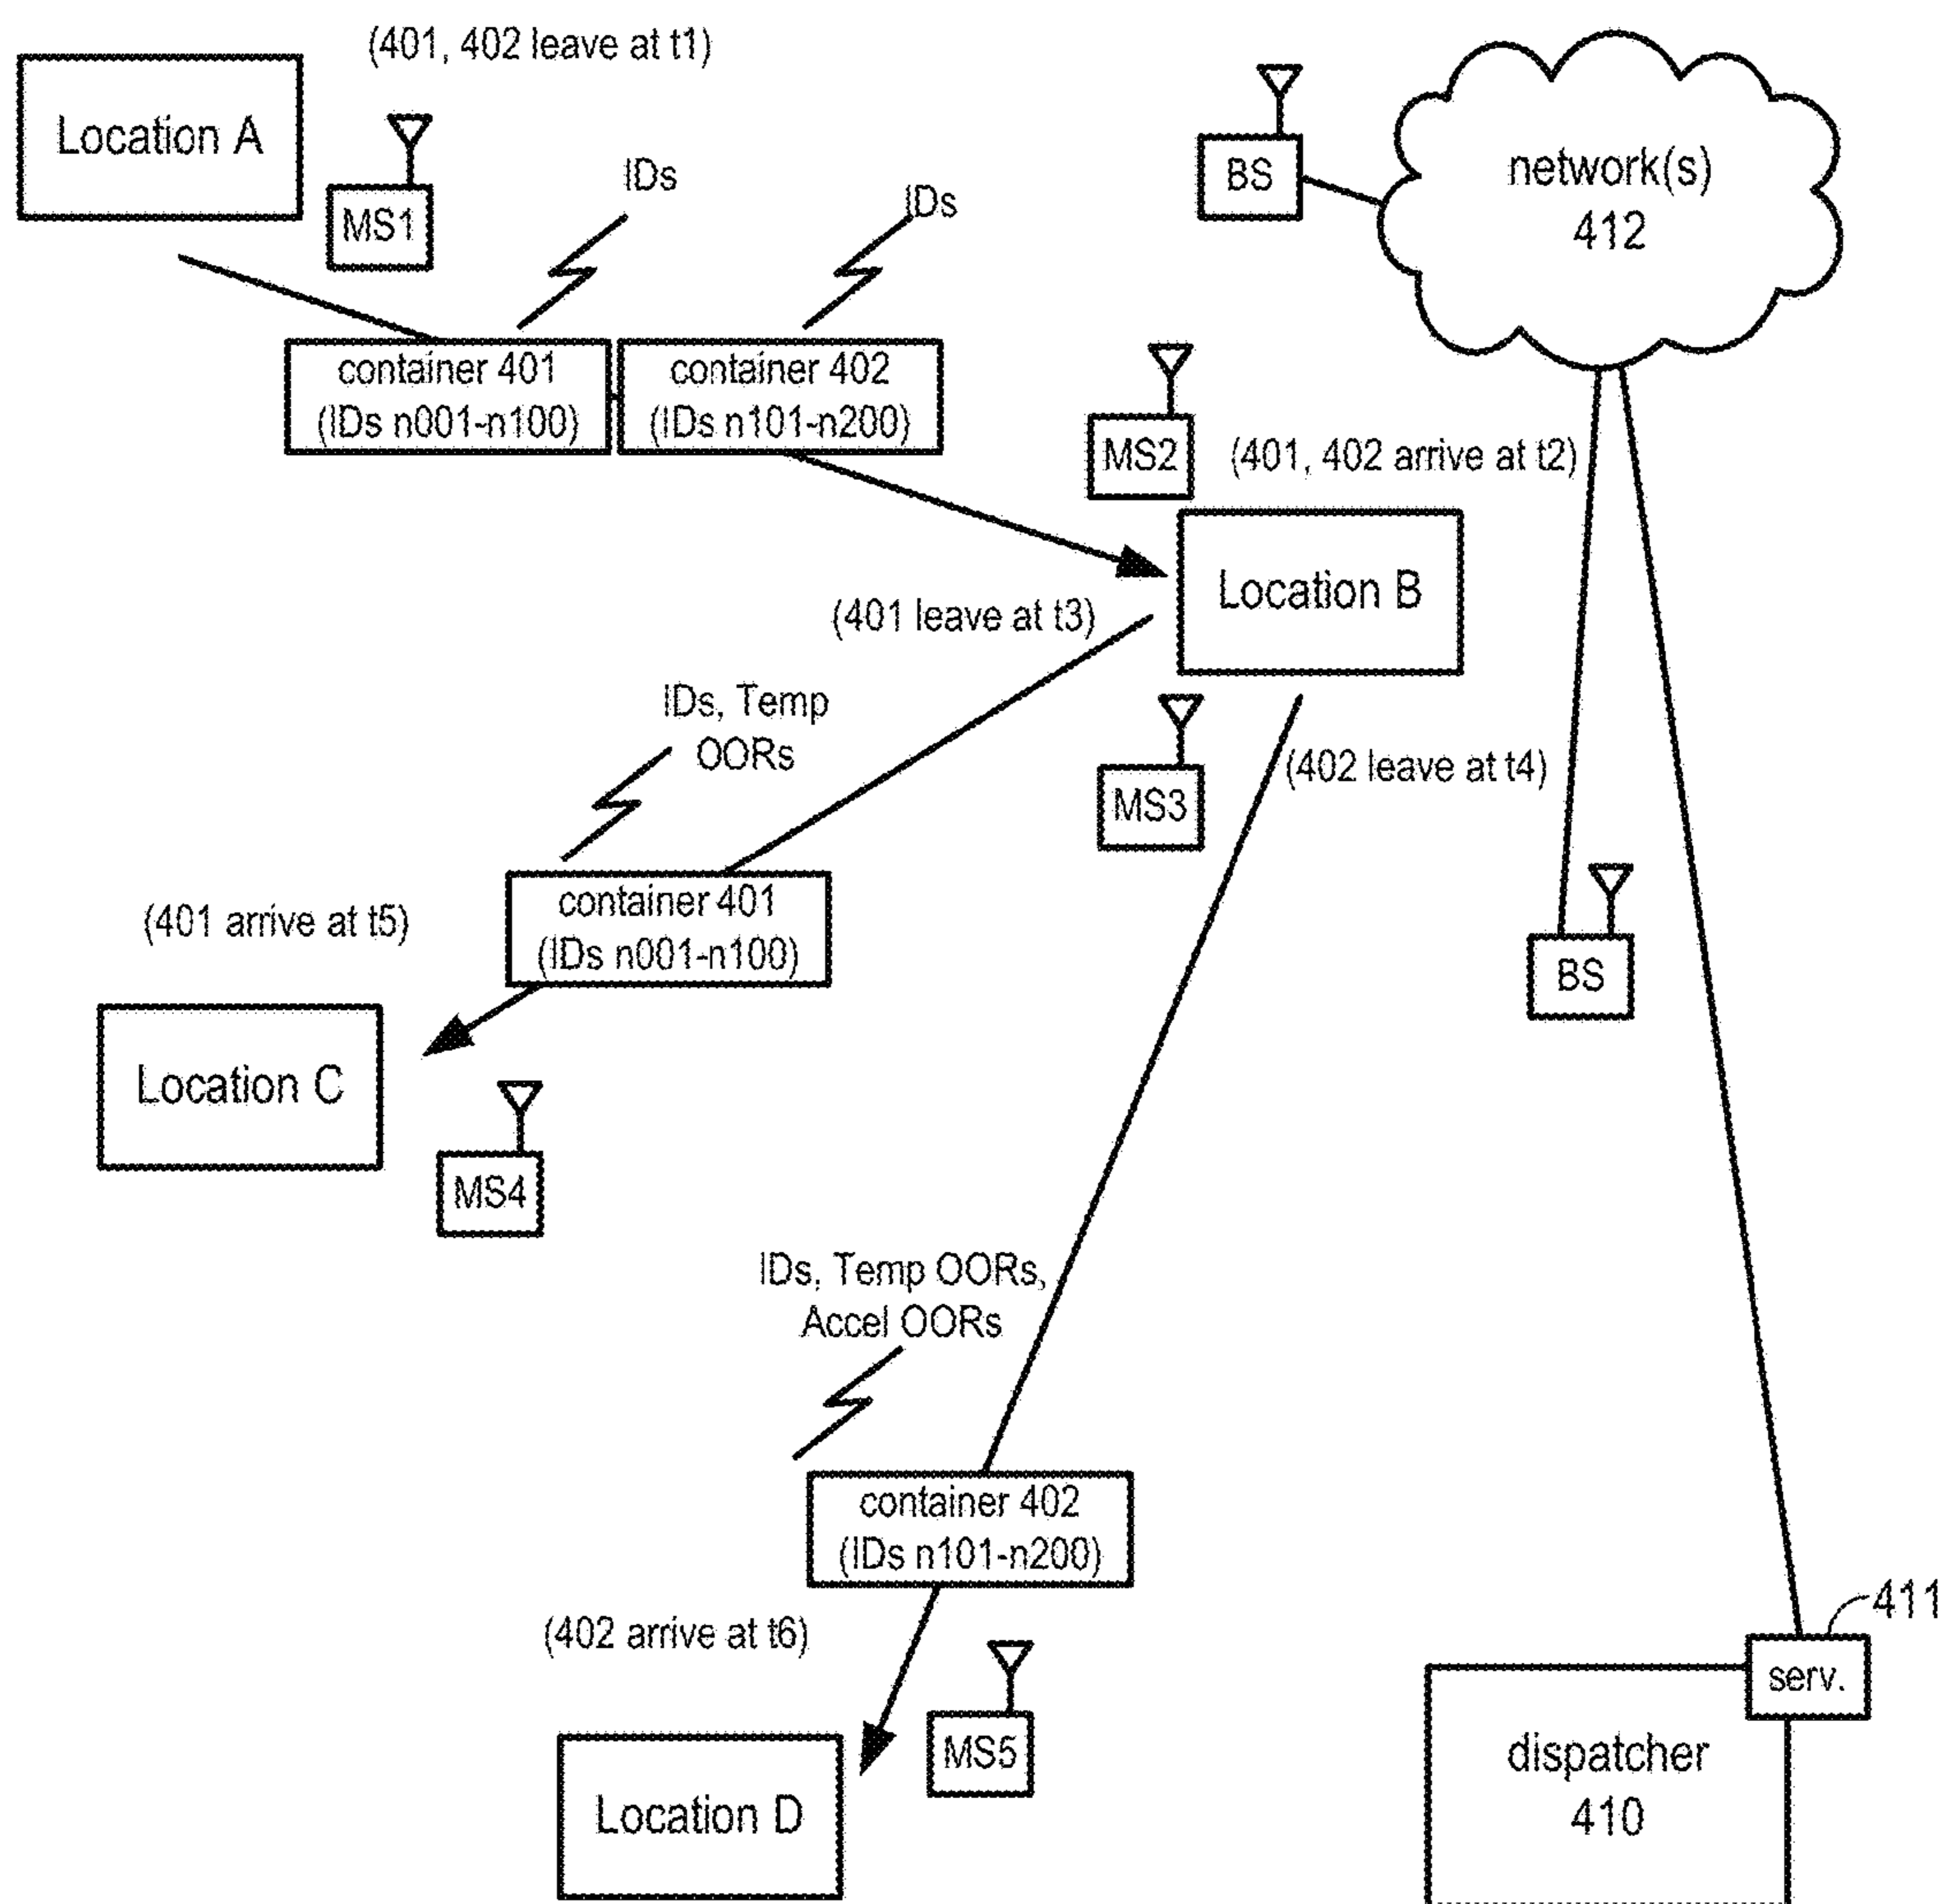 (401, 402 leave at t1)
Location A
MS1
IDs
IDs
BS
network(s)
412
container 401
(IDs n001-n100)
container 402
(IDs n101-n200)
MS2
(401, 402 arrive at t2)
Location B
(401 leave at t3)
IDs, Temp
OORs
MS3
(402 leave at t4)
container 401
(IDs n001-n100)
(401 arrive at t5)
BS
Location C
MS4
IDs, Temp OORs,
Accel OORs
container 402
(IDs n101-n200)
(402 arrive at t6)
MS5
Location D
411
serv.
dispatcher
410